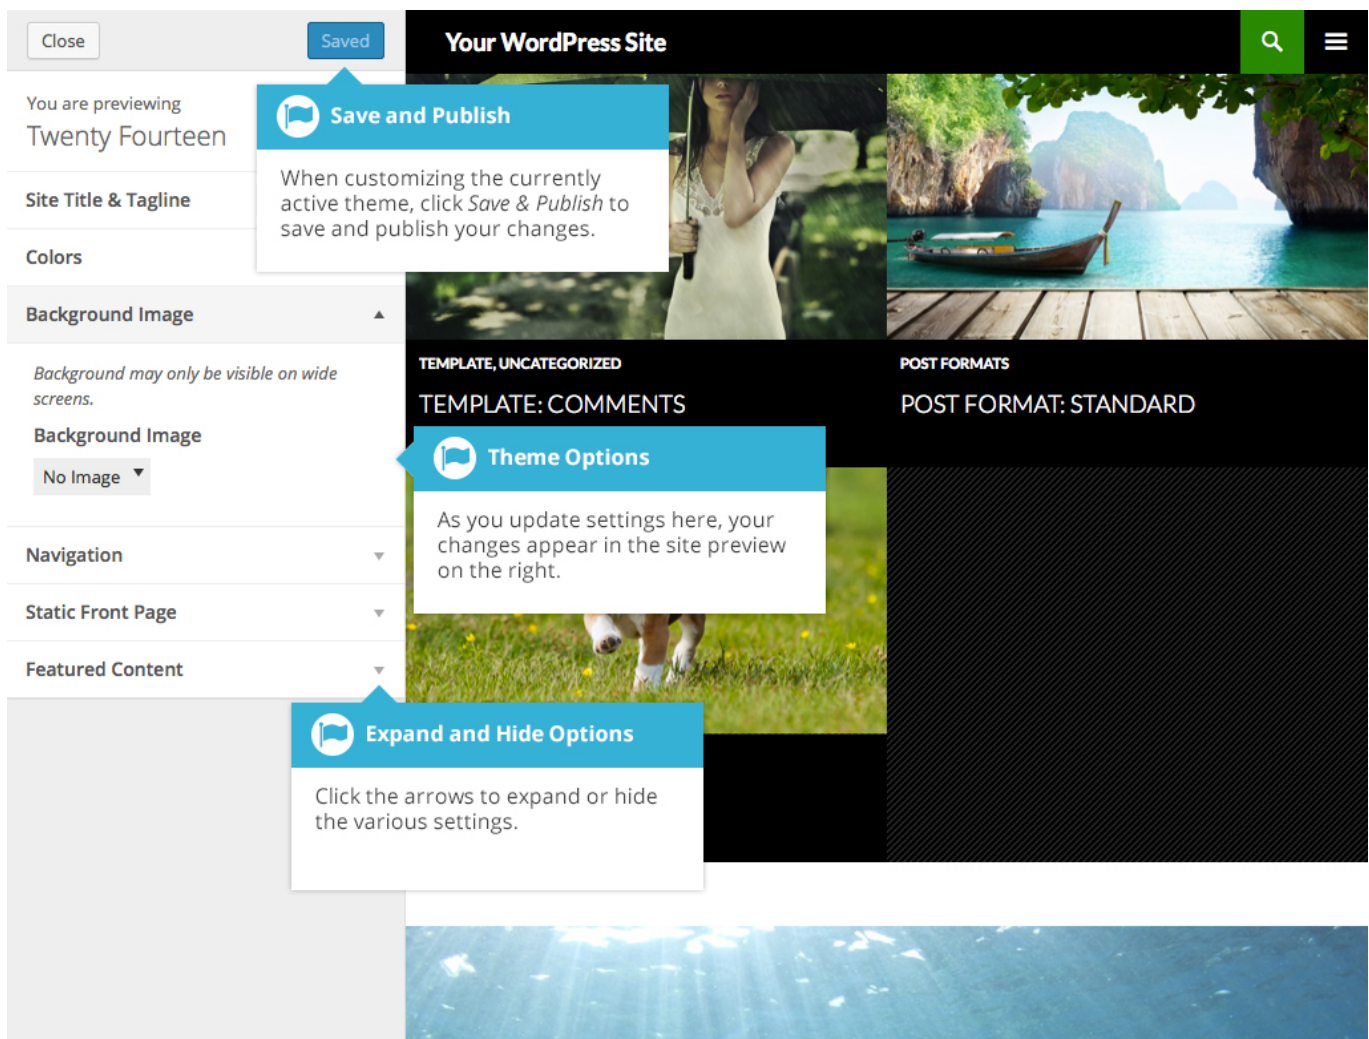 Close
Saved
Your WordPress Site
You are previewing
Twenty Fourteen
Save and Publish
When customizing the currently
active theme, click Save & Publish to
save and publish your changes.
Site Title & Tagline
Colors
Background Image
Background may only be visible on wide
screens.
Background Image
No Image
TEMPLATE, UNCATEGORIZED
TEMPLATE: COMMENTS
POST FORMATS
POST FORMAT: STANDARD
Theme Options
As you update settings here, your
changes appear in the site preview
on the right.
Navigation
Static Front Page
Featured Content
Expand and Hide Options
Click the arrows to expand or hide
the various settings.